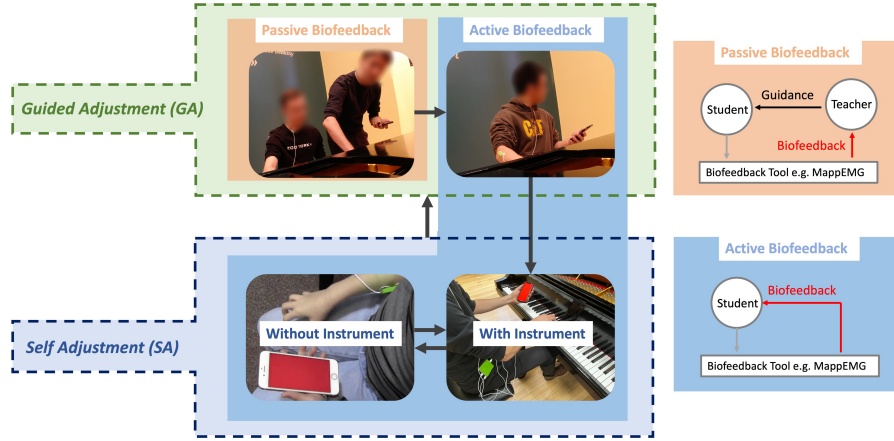 Passive Biofeedback
Active Biofeedback
Guided Adjustment (GA)
Self Adjustment (SA)
Without Instrument
With Instrument
Passive Biofeedback
Student
Guidance
Teacher
Biofeedback
Biofeedback Tool e.g. MappEMG
Active Biofeedback
Student
Biofeedback
Biofeedback Tool e.g. MappEMG